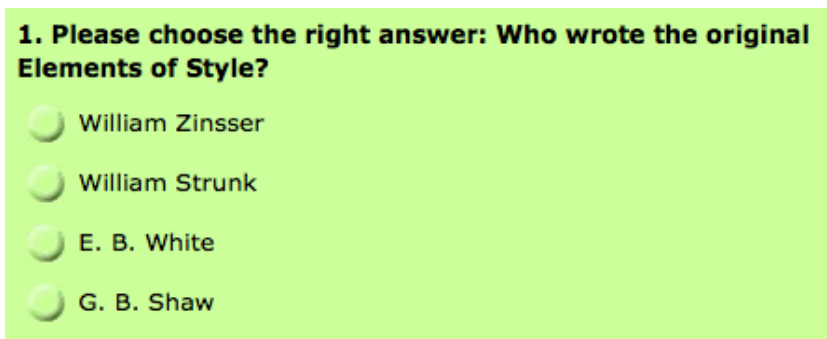 1. Please choose the right answer: Who wrote the original
Elements of Style?
William Zinsser
William Strunk
E. B. White
G. B. Shaw